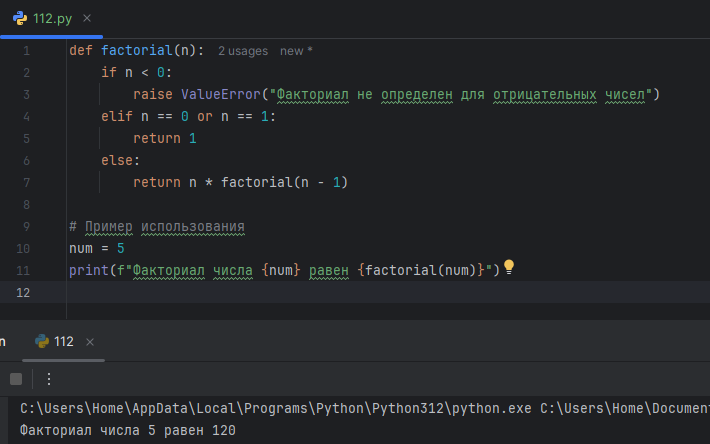 112.py
1 def factorial(n): 2 usages new *
2 if n < 0:
3 raise ValueError("Факториал не определен для отрицательных чисел")
4 elif n == 0 or n == 1:
5 return 1
6 else:
7 return n * factorial(n - 1)
8
9 # Пример использования
10 num = 5
11 print(f"Факториал числа {num} равен {factorial(num)}")
12
n 112
C:\Users\Home\AppData\Local\Programs\Python\Python312\python.exe C:\Users\Home\Document
Факториал числа 5 равен 120